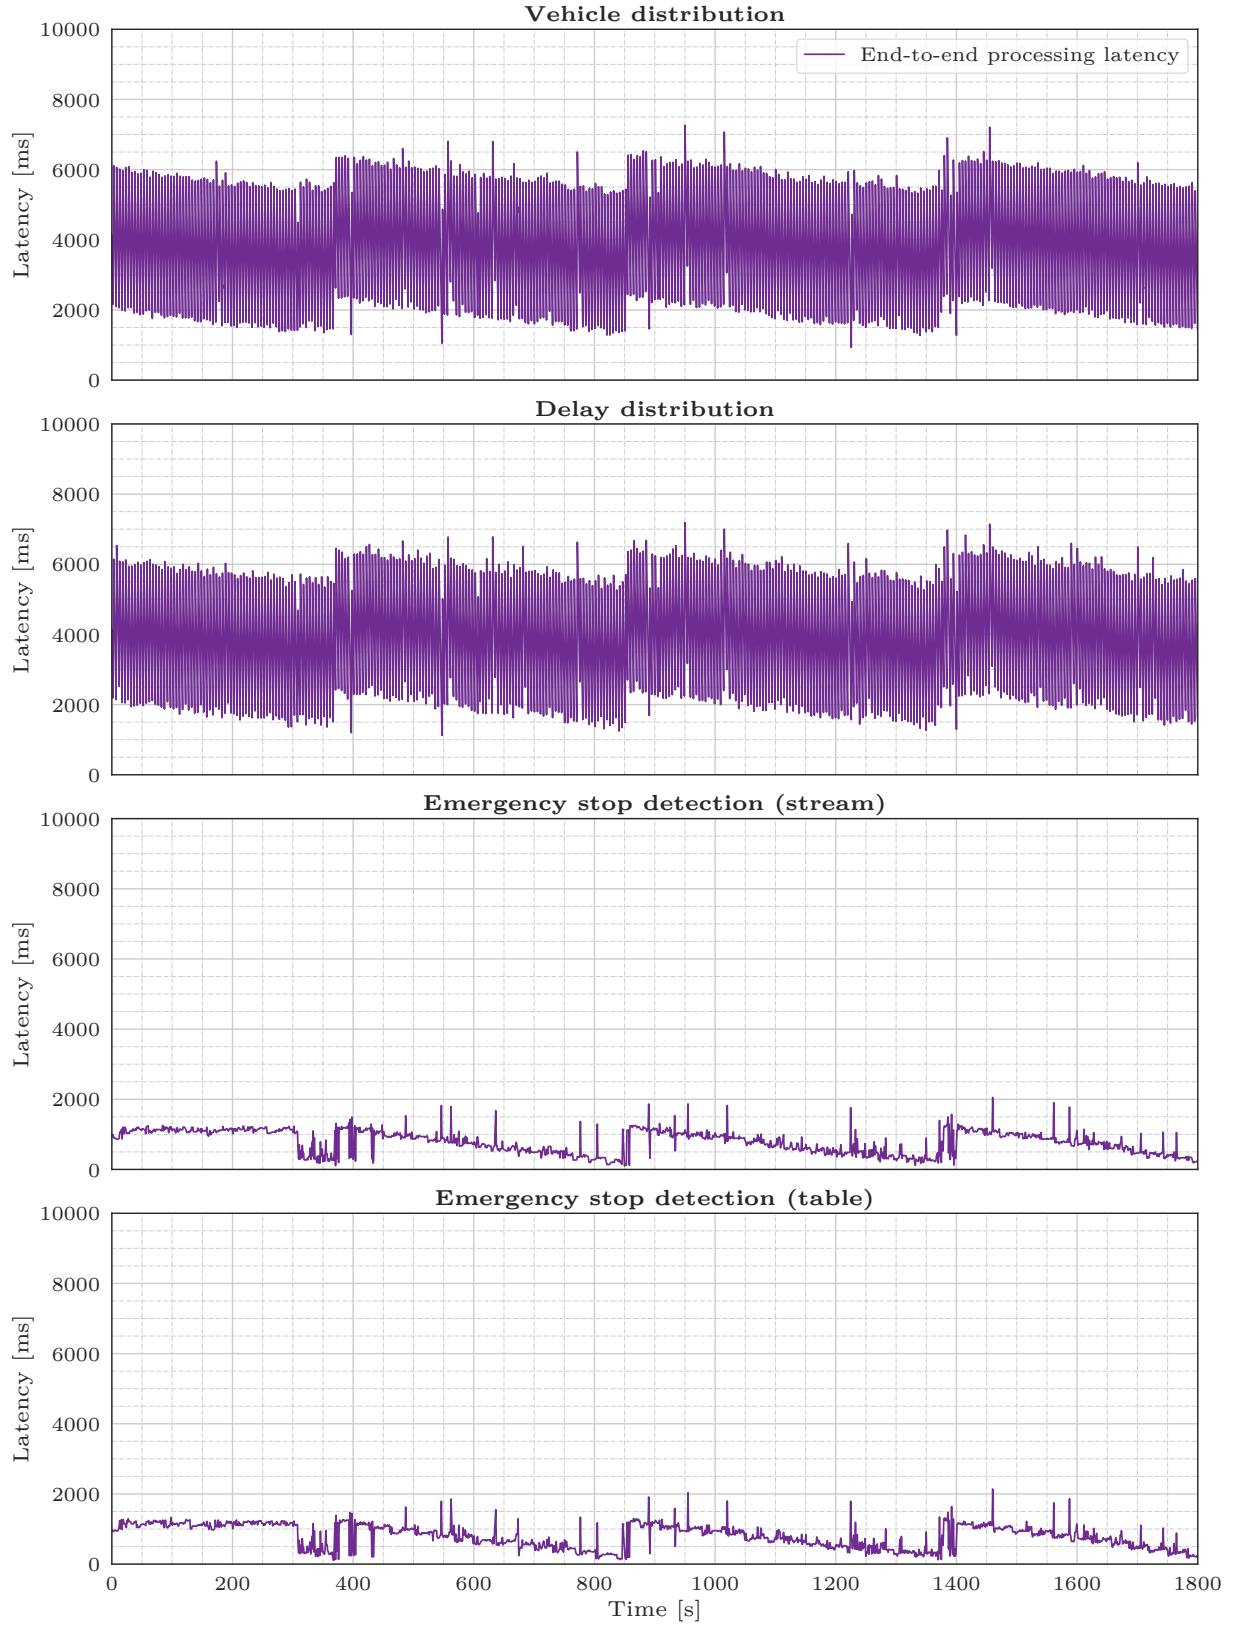 Vehicle distribution
10000
8000
6000
4000
2000
0
Latency [ms]
End-to-end processing latency
Delay distribution
10000
8000
6000
4000
2000
0
Latency [ms]
Emergency stop detection (stream)
10000
8000
6000
4000
2000
0
Latency [ms]
Emergency stop detection (table)
10000
8000
6000
4000
2000
0
Latency [ms]
0 200 400 600 800 1000 1200 1400 1600 1800
Time [s]